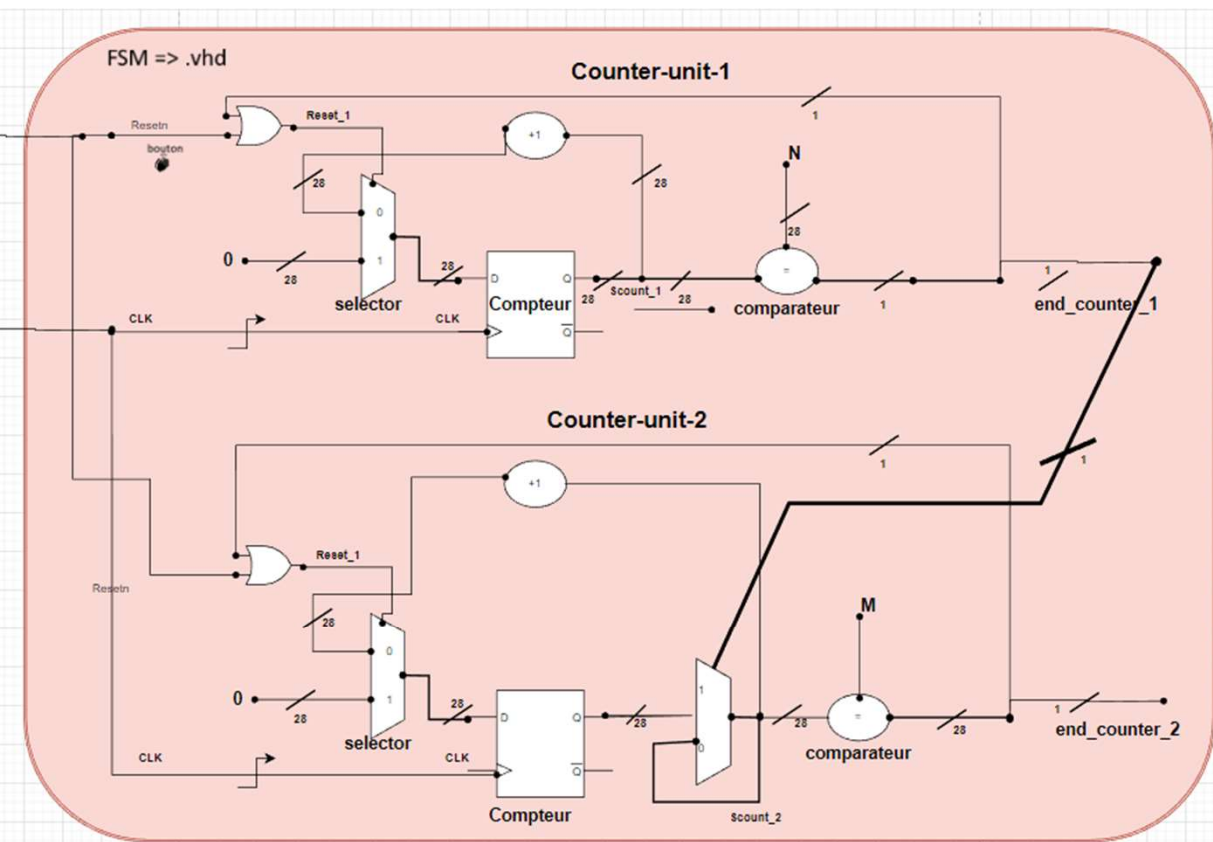 FSM => .vhd
Counter-unit-1
Resetn
bouton
Reset_1
+1
1
28
28
N
28
0
1
0
28
28
selector
D
Q
Compteur
Q
28
$count_1
28
=
comparateur
1
1
end_counter_1
CLK
CLK
Counter-unit-2
1
1
+1
Reset_1
Resetn
28
0
1
0
28
28
selector
D
Q
Q
Compteur
28
1
0
$count_2
M
28
=
comparateur
28
1
end_counter_2
CLK
CLK